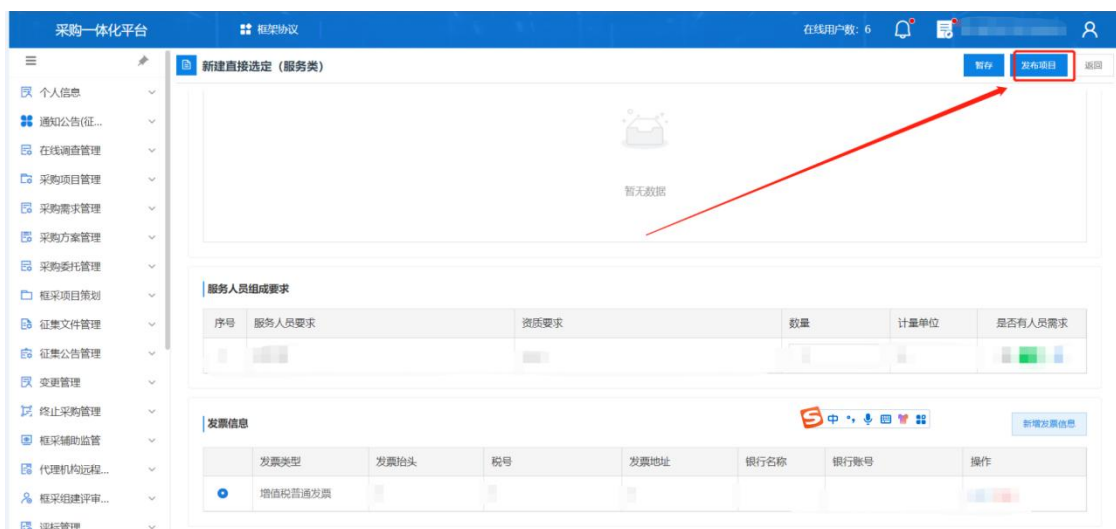 采购一体化平台
框架协议
在线用户数：6
新建直接选定（服务类）
暂存
发布项目
返回
个人信息
通知公告(征...
在线调查管理
采购项目管理
采购需求管理
采购方案管理
采购委托管理
框采项目策划
征集文件管理
征集公告管理
变更管理
终止采购管理
框采辅助监管
代理机构远程...
框采组建评审...
评标管理
暂无数据
服务人员组成要求
序号 服务人员要求 资质要求 数量 计量单位 是否有人员需求
发票信息
中
新增发票信息
发票类型 发票抬头 税号 发票地址 银行名称 银行账号 操作
增值税普通发票